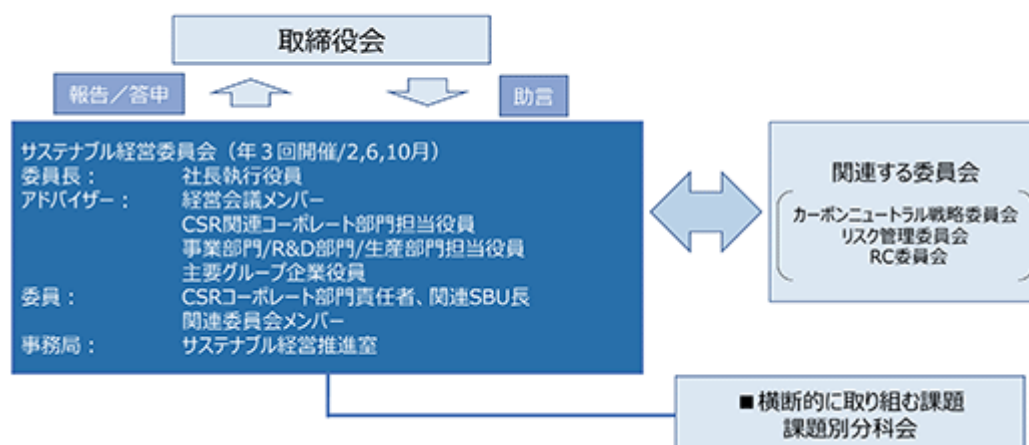 取締役会
報告／答申
助言
サステナブル経営委員会（年３回開催/2,6,10月）
委員長： 社長執行役員
アドバイザー： 経営会議メンバー
CSR関連コーポレート部門担当役員
事業部門/R&D部門/生産部門担当役員
主要グループ企業役員
委員： CSRコーポレート部門責任者、関連SBU長
関連委員会メンバー
事務局： サステナブル経営推進室
関連する委員会
カーボンニュートラル戦略委員会
リスク管理委員会
RC委員会
■横断的に取り組む課題
課題別分科会